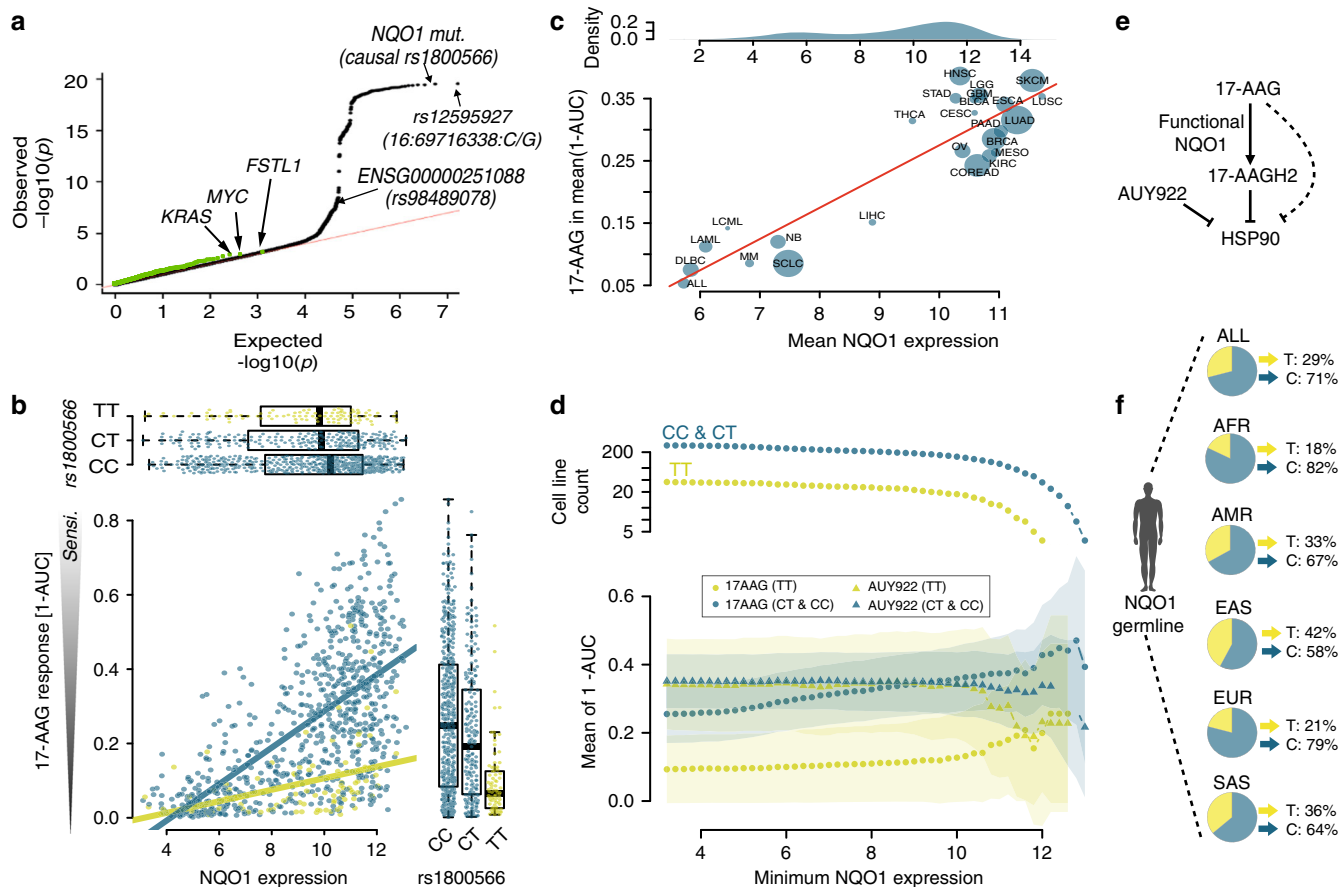 a
Observed
–log10(p)
20
15
10
5
0
0 1 2 3 4 5 6 7
Expected
-log10(p)
NQO1 mut.
(causal rs1800566)
rs12595927
(16:69716338:C/G)
ENSG00000251088
(rs98489078)
FSTL1
MYC
KRAS
b
rs1800566
TT
CT
CC
17-AAG response [1-AUC]
Sensi.
0.8
0.6
0.4
0.2
0.0
4 6 8 10 12
NQO1 expression
CC CT TT
rs1800566
c
Density
0.2
0.0
2 4 6 8 10 12 14
17-AAG in mean(1-AUC)
0.35
0.25
0.15
0.05
6 7 8 9 10 11
Mean NQO1 expression
HNSC
SKCM
LGG
STAD
GBM
BLCA
ESCA
LUSC
THCA
CESC
PAAD
LUAD
BRCA
OV
MESO
KIRC
COREAD
LIHC
LCML
LAML
NB
MM
SCLC
DLBC
ALL
d
Cell line
count
200
20
5
CC & CT
TT
17AAG (TT)
17AAG (CT & CC)
AUY922 (TT)
AUY922 (CT & CC)
Mean of 1 -AUC
0.6
0.4
0.2
0.0
4 6 8 10 12
Minimum NQO1 expression
e
17-AAG
Functional
NQO1
17-AAGH2
AUY922
HSP90
f
NQO1
germline
ALL
T: 29%
C: 71%
AFR
T: 18%
C: 82%
AMR
T: 33%
C: 67%
EAS
T: 42%
C: 58%
EUR
T: 21%
C: 79%
SAS
T: 36%
C: 64%